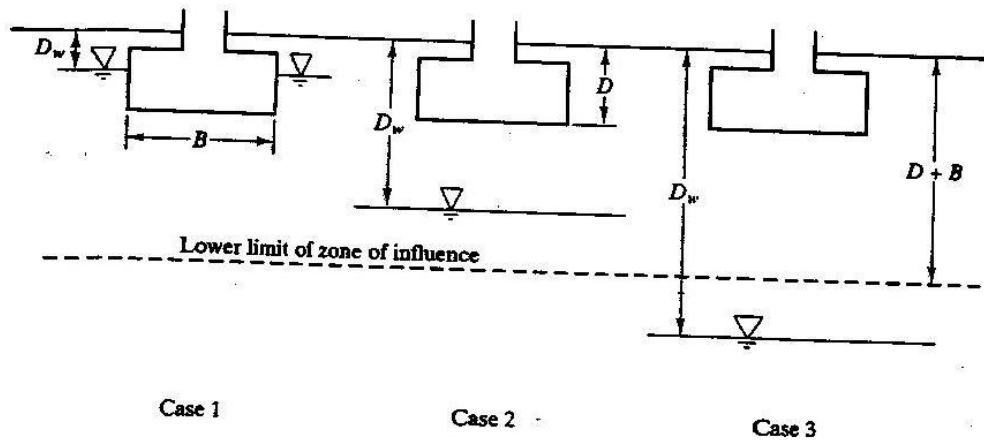 D_w
D_w
D
B
D_w
D + B
Lower limit of zone of influence
Case 1
Case 2
Case 3